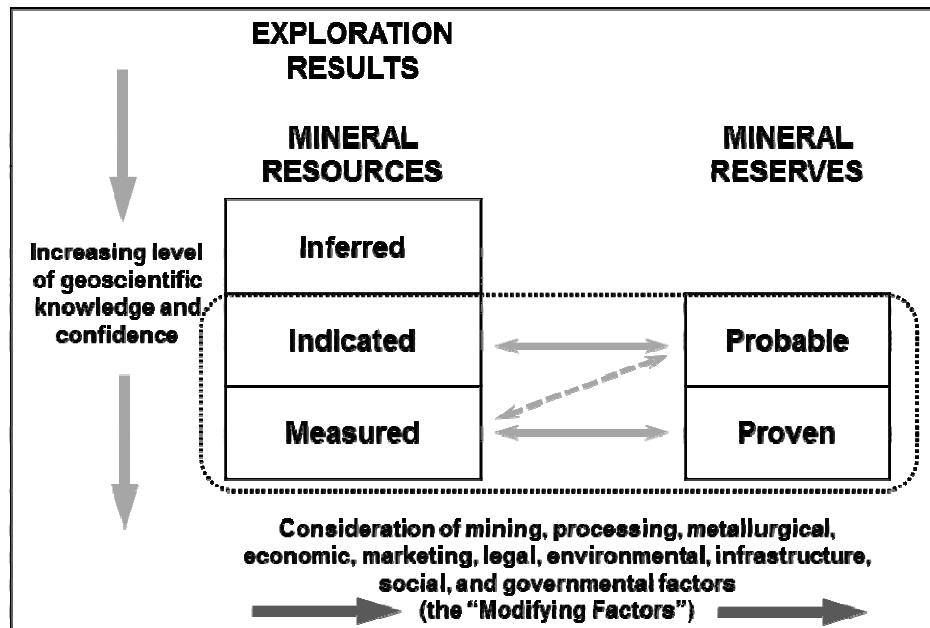 EXPLORATION
RESULTS
MINERAL
RESOURCES
MINERAL
RESERVES
Increasing level
of geoscientific
knowledge and
confidence
Inferred
Indicated
Probable
Measured
Proven
Consideration of mining, processing, metallurgical,
economic, marketing, legal, environmental, infrastructure,
social, and governmental factors
(the “Modifying Factors”)